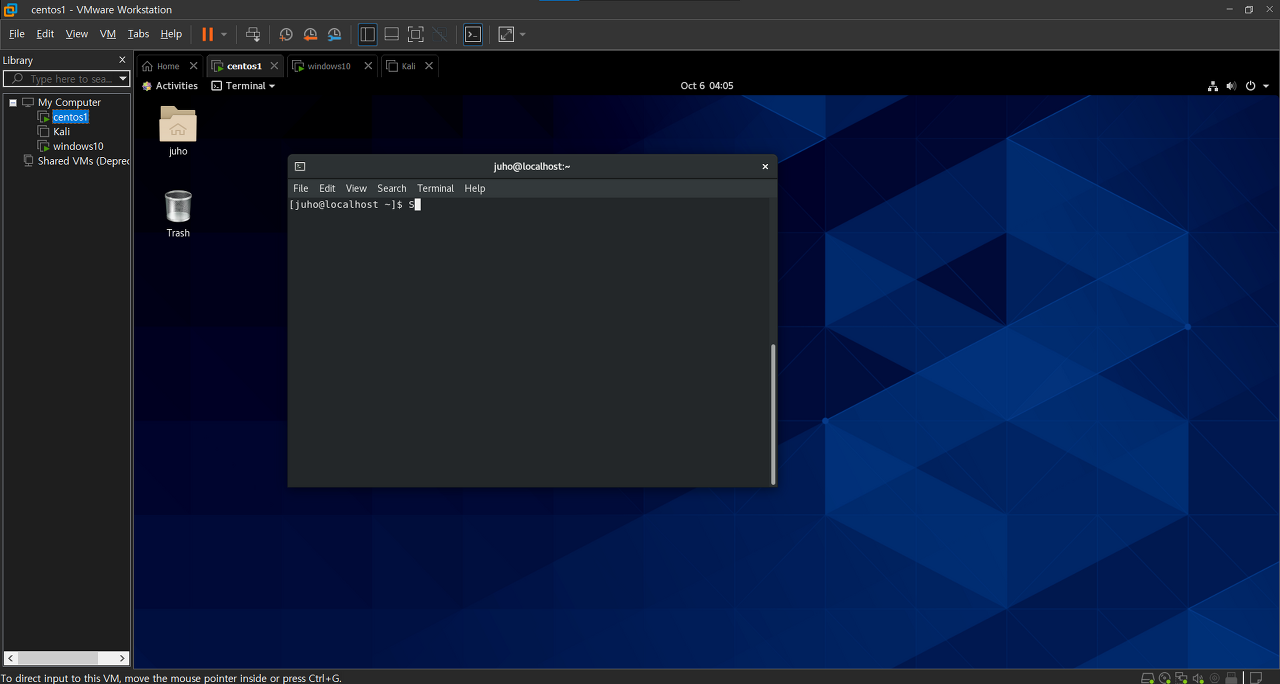 centos1 - VMware Workstation
File Edit View VM Tabs Help
Library
Type here to sea...
My Computer
centos1
Kali
windows10
Shared VMs (Deprec
Home centos1 windows10 Kali
Activities Terminal Oct 6 04:05
juho
Trash
juho@localhost:~
File Edit View Search Terminal Help
[juho@localhost ~]$ S
To direct input to this VM, move the mouse pointer inside or press Ctrl+G.